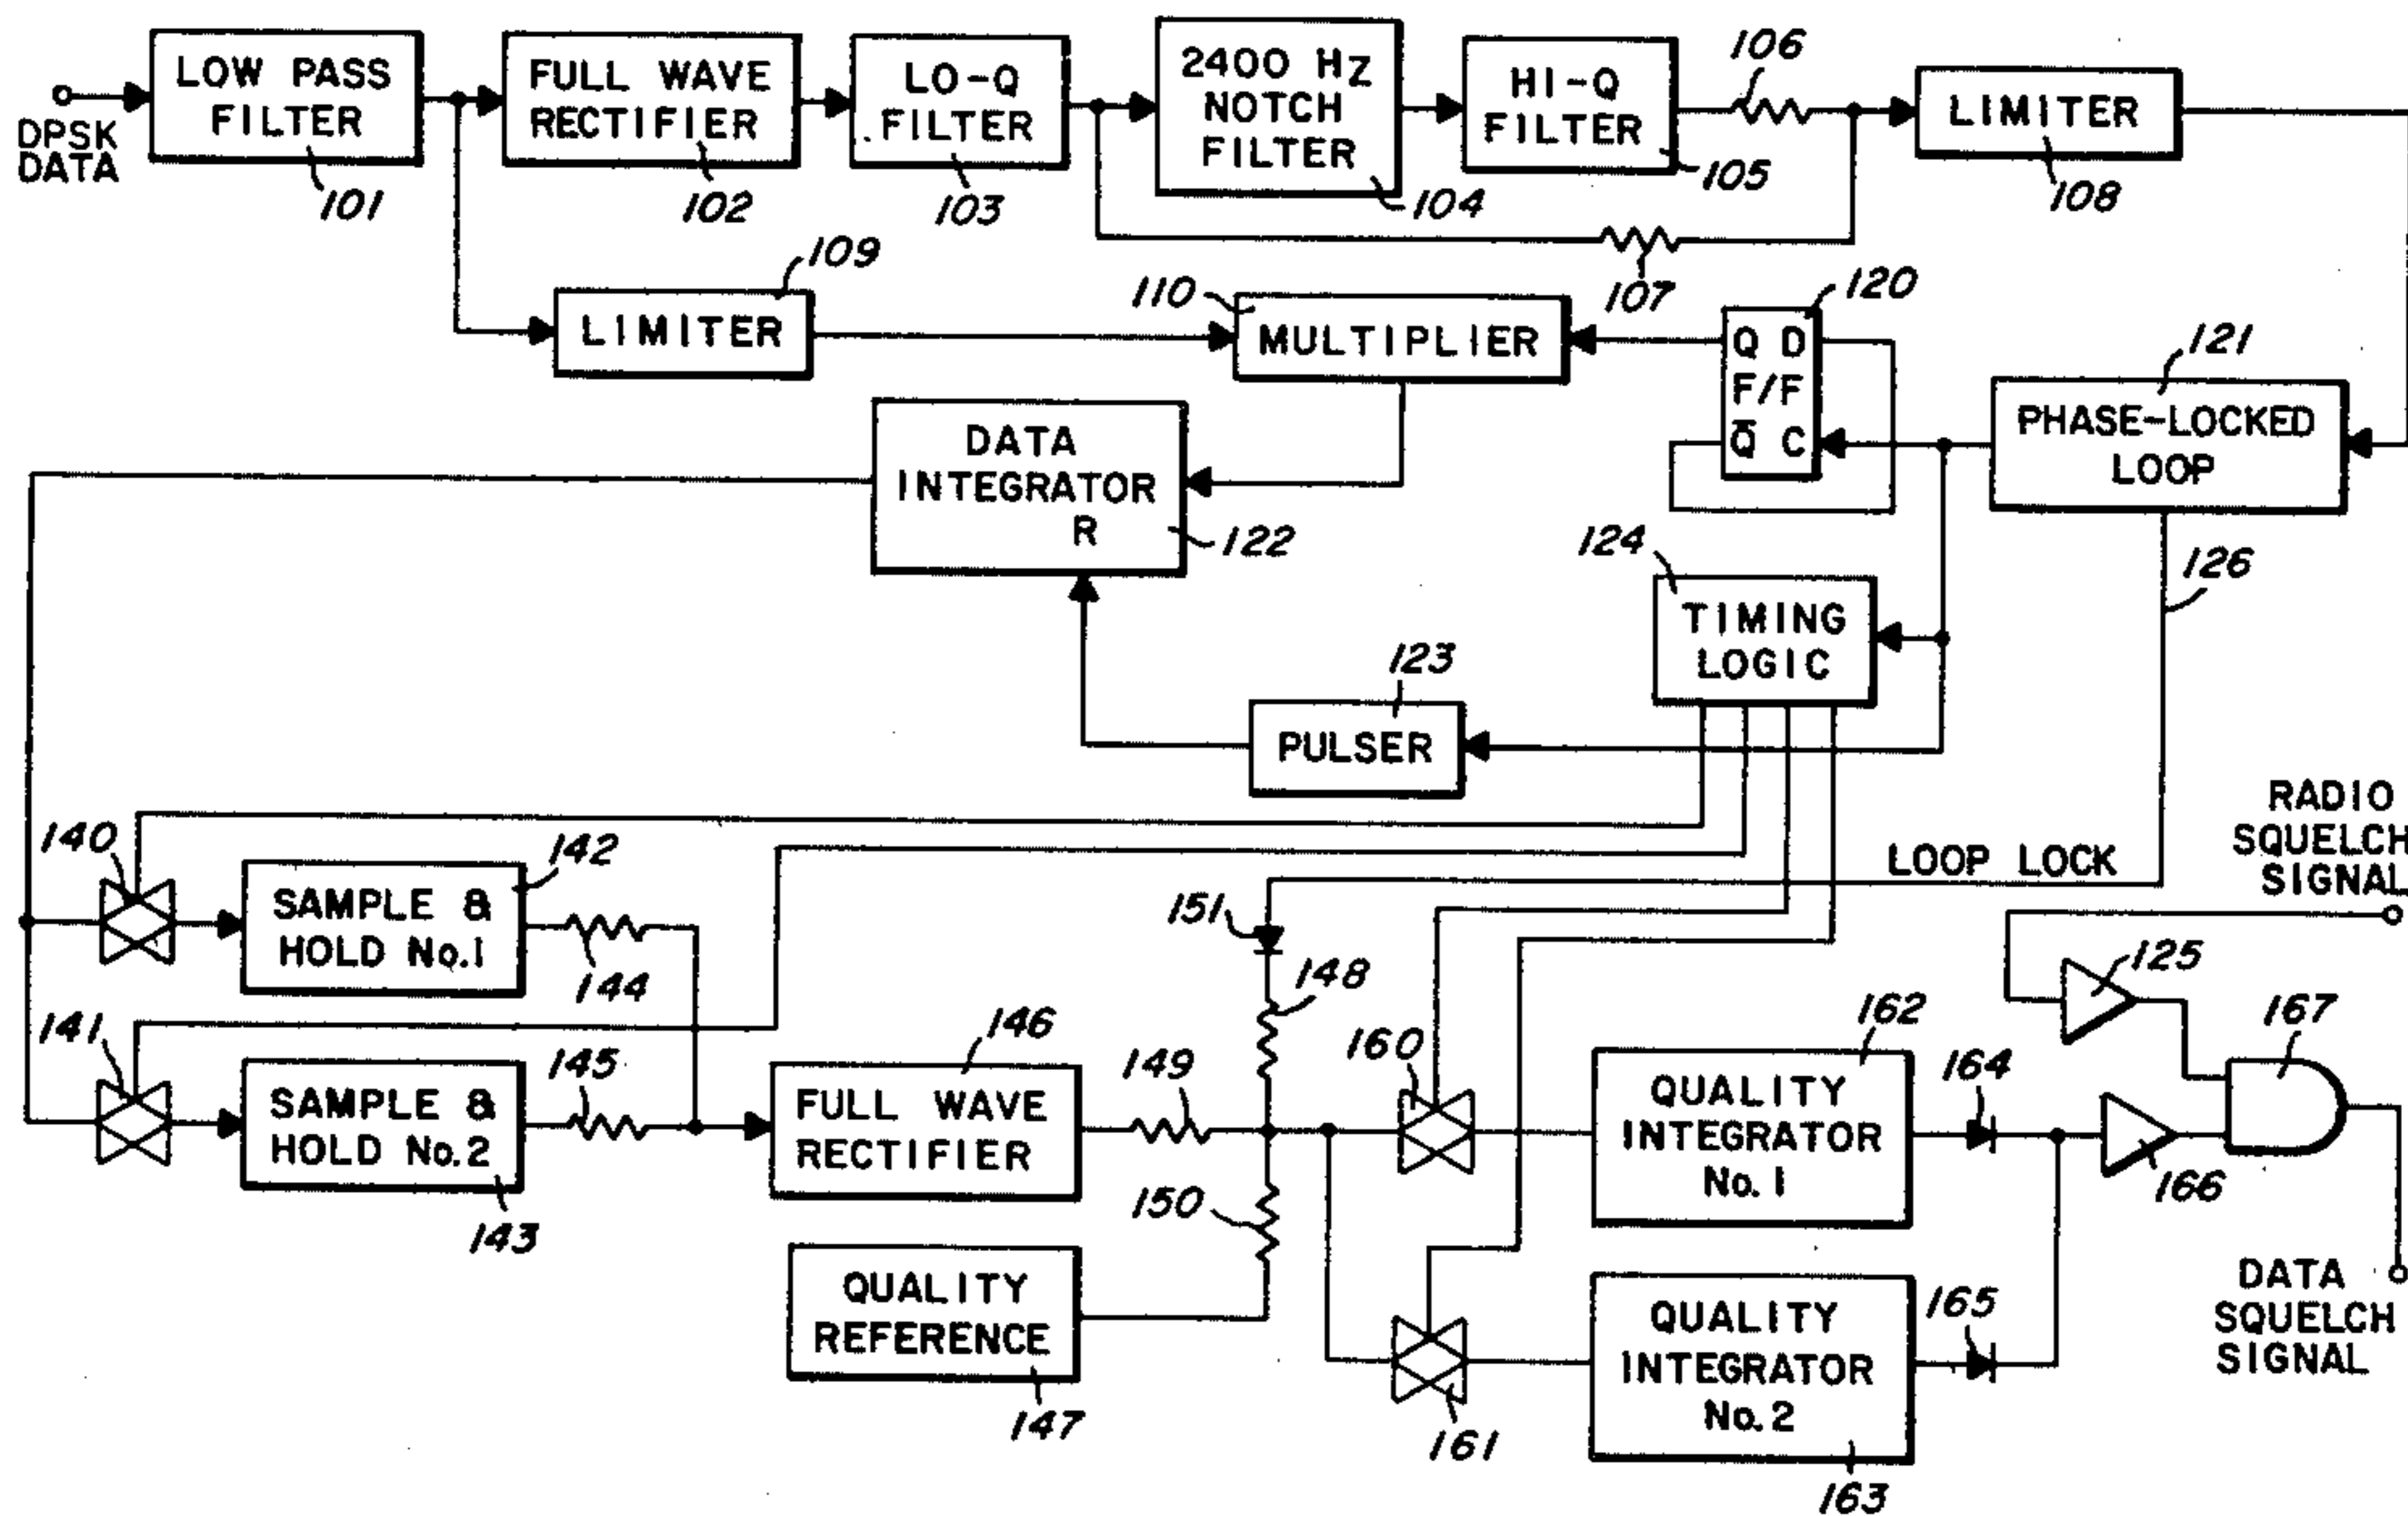 LOW PASS
FILTER
DPSK
DATA
101
FULL WAVE
RECTIFIER
102
LO-Q
FILTER
103
2400 Hz
NOTCH
FILTER
104
HI-Q
FILTER
105
106
107
LIMITER
108
109
LIMITER
110
MULTIPLIER
120
Q D
F/F
Q̅ C
121
PHASE-LOCKED
LOOP
DATA
INTEGRATOR
R
122
124
TIMING
LOGIC
126
123
PULSER
RADIO
SQUELCH
SIGNAL
LOOP LOCK
140
142
SAMPLE &
HOLD No.1
144
151
148
125
167
141
SAMPLE &
HOLD No.2
143
145
146
FULL WAVE
RECTIFIER
149
150
160
162
QUALITY
INTEGRATOR
No. 1
164
166
QUALITY
REFERENCE
147
161
QUALITY
INTEGRATOR
No. 2
163
165
DATA
SQUELCH
SIGNAL